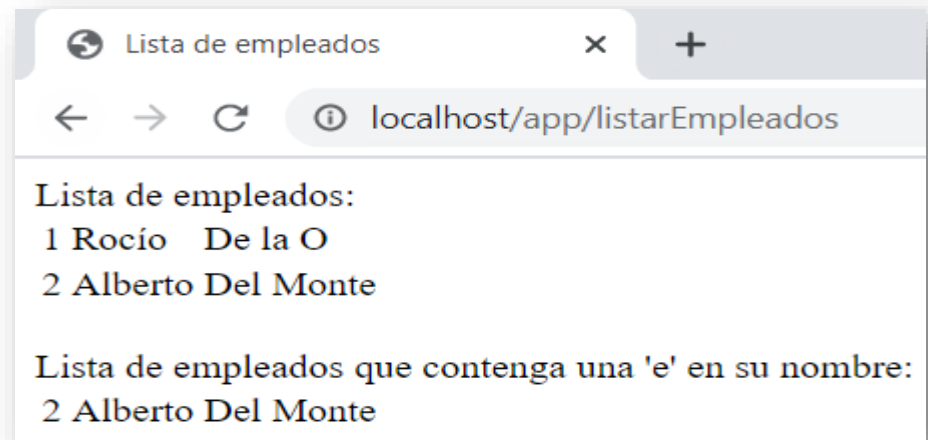 Lista de empleados
localhost/app/listarEmpleados
Lista de empleados:
1 Rocío De la O
2 Alberto Del Monte
Lista de empleados que contenga una 'e' en su nombre:
2 Alberto Del Monte